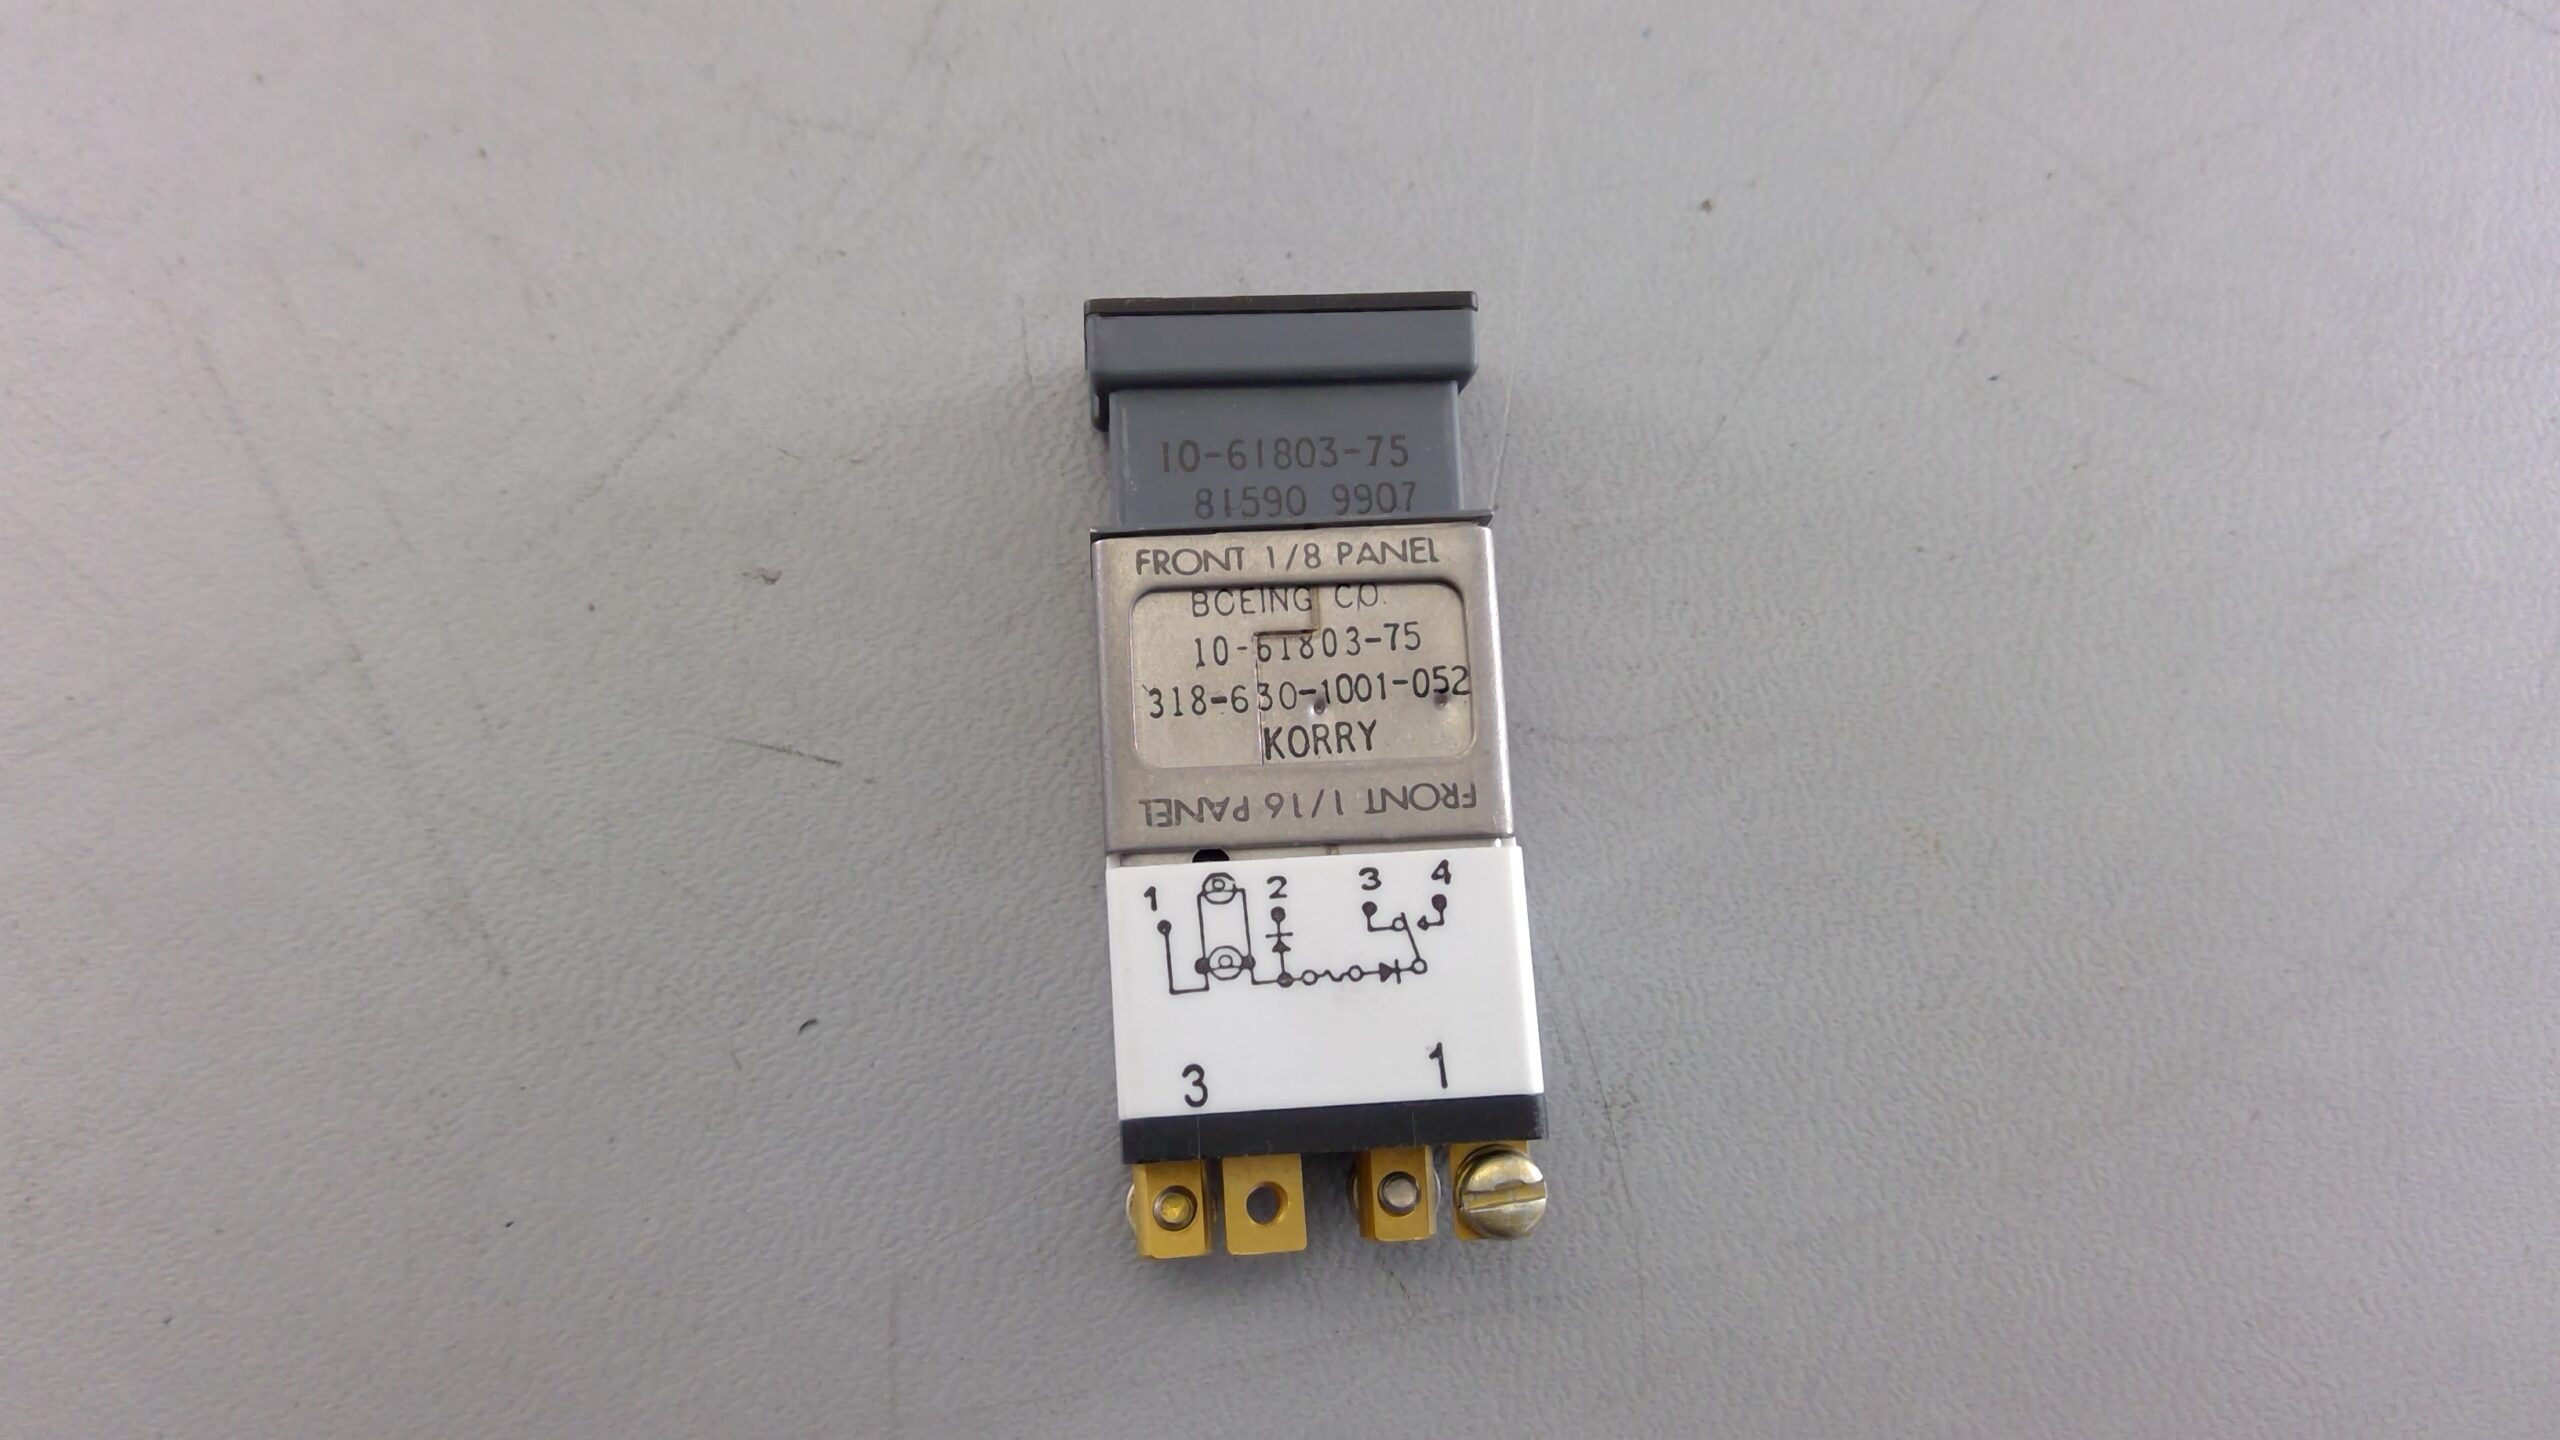 10-61803-75
81590 9907
FRONT 1/8 PANEL
BOEING CO.
10-61803-75
318-630-1001-052
KORRY
FRONT 1/16 PANEL
1 2 3 4
3 1